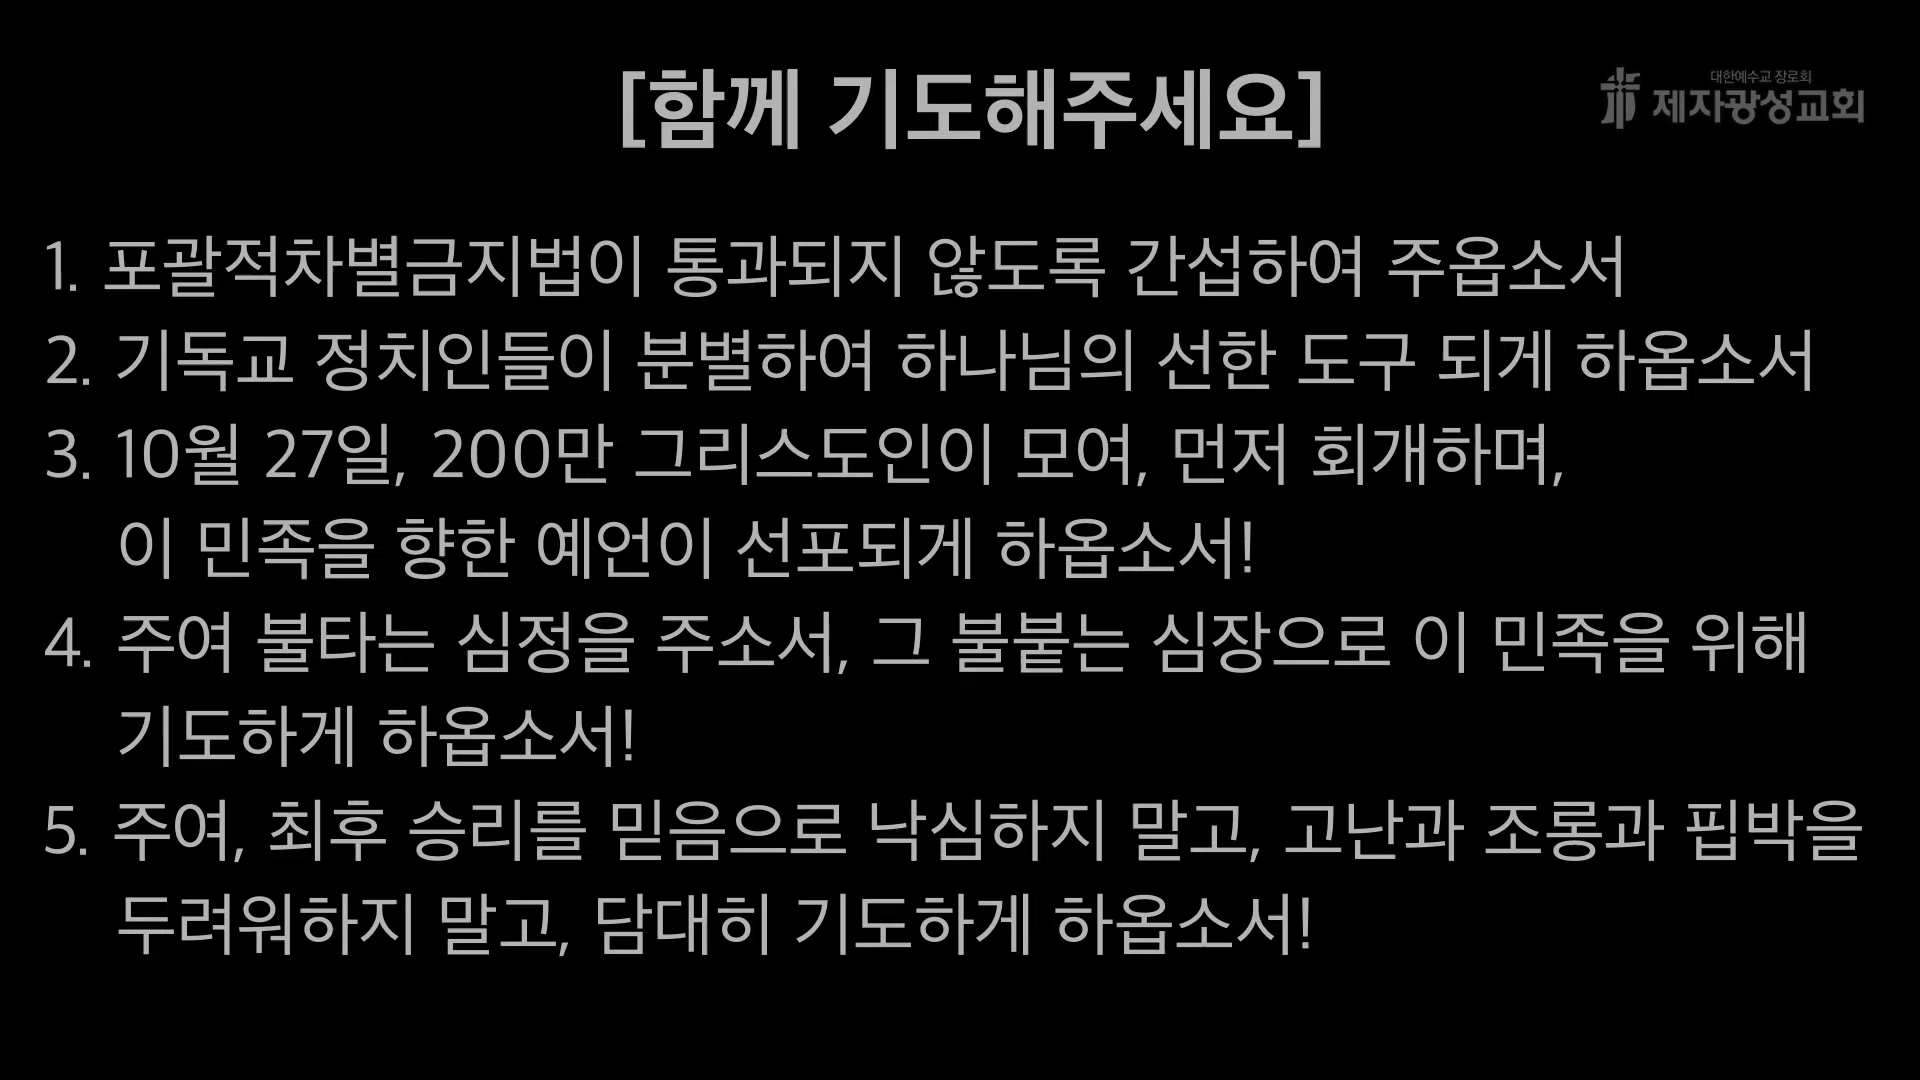 [함께 기도해주세요]
대한예수교 장로회
제자광성교회
1. 포괄적차별금지법이 통과되지 않도록 간섭하여 주옵소서
2. 기독교 정치인들이 분별하여 하나님의 선한 도구 되게 하옵소서
3. 10월 27일, 200만 그리스도인이 모여, 먼저 회개하며,
이 민족을 향한 예언이 선포되게 하옵소서!
4. 주여 불타는 심정을 주소서, 그 불붙는 심장으로 이 민족을 위해
기도하게 하옵소서!
5. 주여, 최후 승리를 믿음으로 낙심하지 말고, 고난과 조롱과 핍박을
두려워하지 말고, 담대히 기도하게 하옵소서!